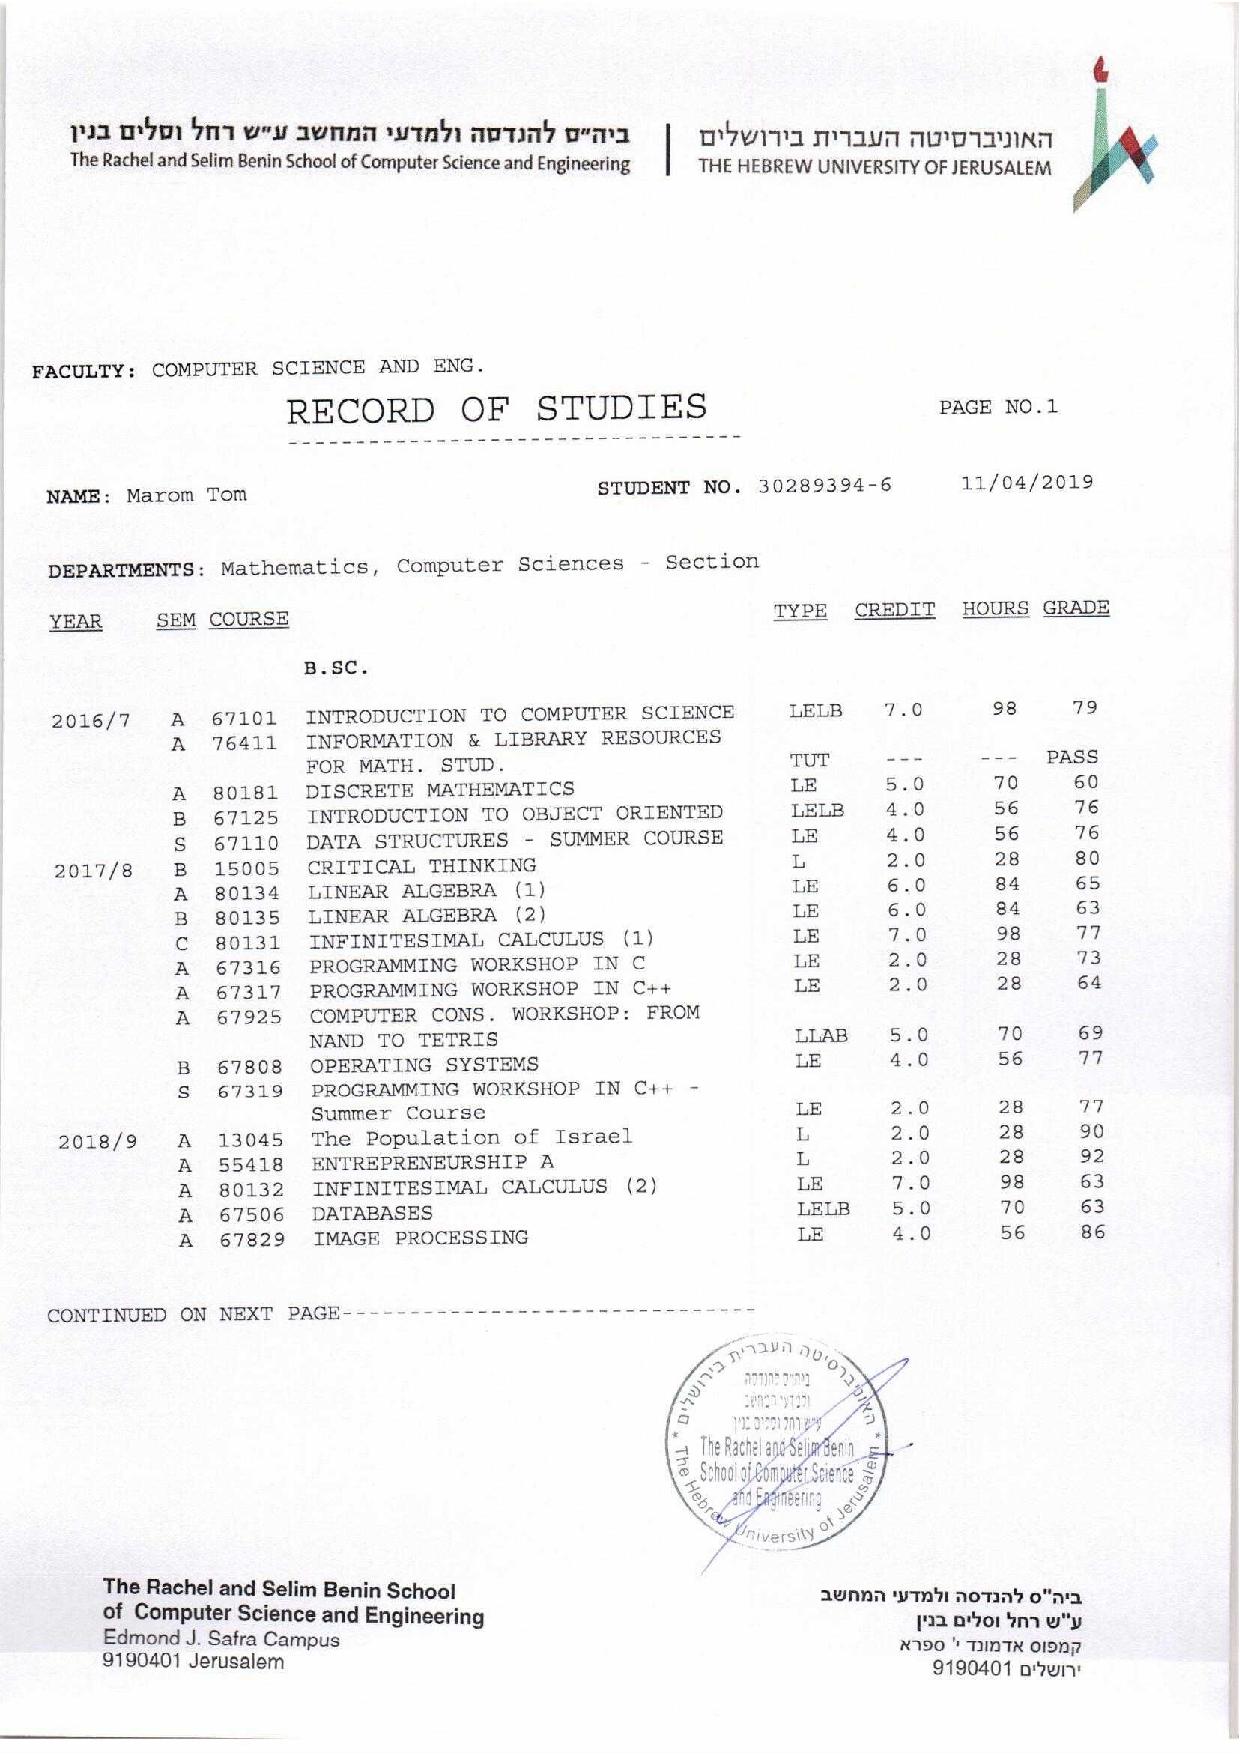 ביה״ס להנדסה ולמדעי המחשב ע״ש רחל וסלים בנין
The Rachel and Selim Benin School of Computer Science and Engineering
האוניברסיטה העברית בירושלים
THE HEBREW UNIVERSITY OF JERUSALEM
FACULTY: COMPUTER SCIENCE AND ENG.
RECORD OF STUDIES PAGE NO.1
---------------------------------
NAME: Marom Tom STUDENT NO. 30289394-6 11/04/2019
DEPARTMENTS: Mathematics, Computer Sciences - Section
YEAR SEM COURSE TYPE CREDIT HOURS GRADE
B.SC.
2016/7 A 67101 INTRODUCTION TO COMPUTER SCIENCE LELB 7.0 98 79
A 76411 INFORMATION & LIBRARY RESOURCES
FOR MATH. STUD. TUT --- --- PASS
A 80181 DISCRETE MATHEMATICS LE 5.0 70 60
B 67125 INTRODUCTION TO OBJECT ORIENTED LELB 4.0 56 76
S 67110 DATA STRUCTURES - SUMMER COURSE LE 4.0 56 76
2017/8 B 15005 CRITICAL THINKING L 2.0 28 80
A 80134 LINEAR ALGEBRA (1) LE 6.0 84 65
B 80135 LINEAR ALGEBRA (2) LE 6.0 84 63
C 80131 INFINITESIMAL CALCULUS (1) LE 7.0 98 77
A 67316 PROGRAMMING WORKSHOP IN C LE 2.0 28 73
A 67317 PROGRAMMING WORKSHOP IN C++ LE 2.0 28 64
A 67925 COMPUTER CONS. WORKSHOP: FROM
NAND TO TETRIS LLAB 5.0 70 69
B 67808 OPERATING SYSTEMS LE 4.0 56 77
S 67319 PROGRAMMING WORKSHOP IN C++ -
Summer Course LE 2.0 28 77
2018/9 A 13045 The Population of Israel L 2.0 28 90
A 55418 ENTREPRENEURSHIP A L 2.0 28 92
A 80132 INFINITESIMAL CALCULUS (2) LE 7.0 98 63
A 67506 DATABASES LELB 5.0 70 63
A 67829 IMAGE PROCESSING LE 4.0 56 86
CONTINUED ON NEXT PAGE-------------------------------
האוניברסיטה העברית בירושלים
ביה״ס להנדסה
ולמדעי המחשב
ע״ש רחל וסלים בנין
The Rachel and Selim Benin
School of Computer Science
and Engineering
* The Hebrew University of Jerusalem *
The Rachel and Selim Benin School
of Computer Science and Engineering
Edmond J. Safra Campus
9190401 Jerusalem
ביה"ס להנדסה ולמדעי המחשב
ע"ש רחל וסלים בנין
קמפוס אדמונד י' ספרא
ירושלים 9190401